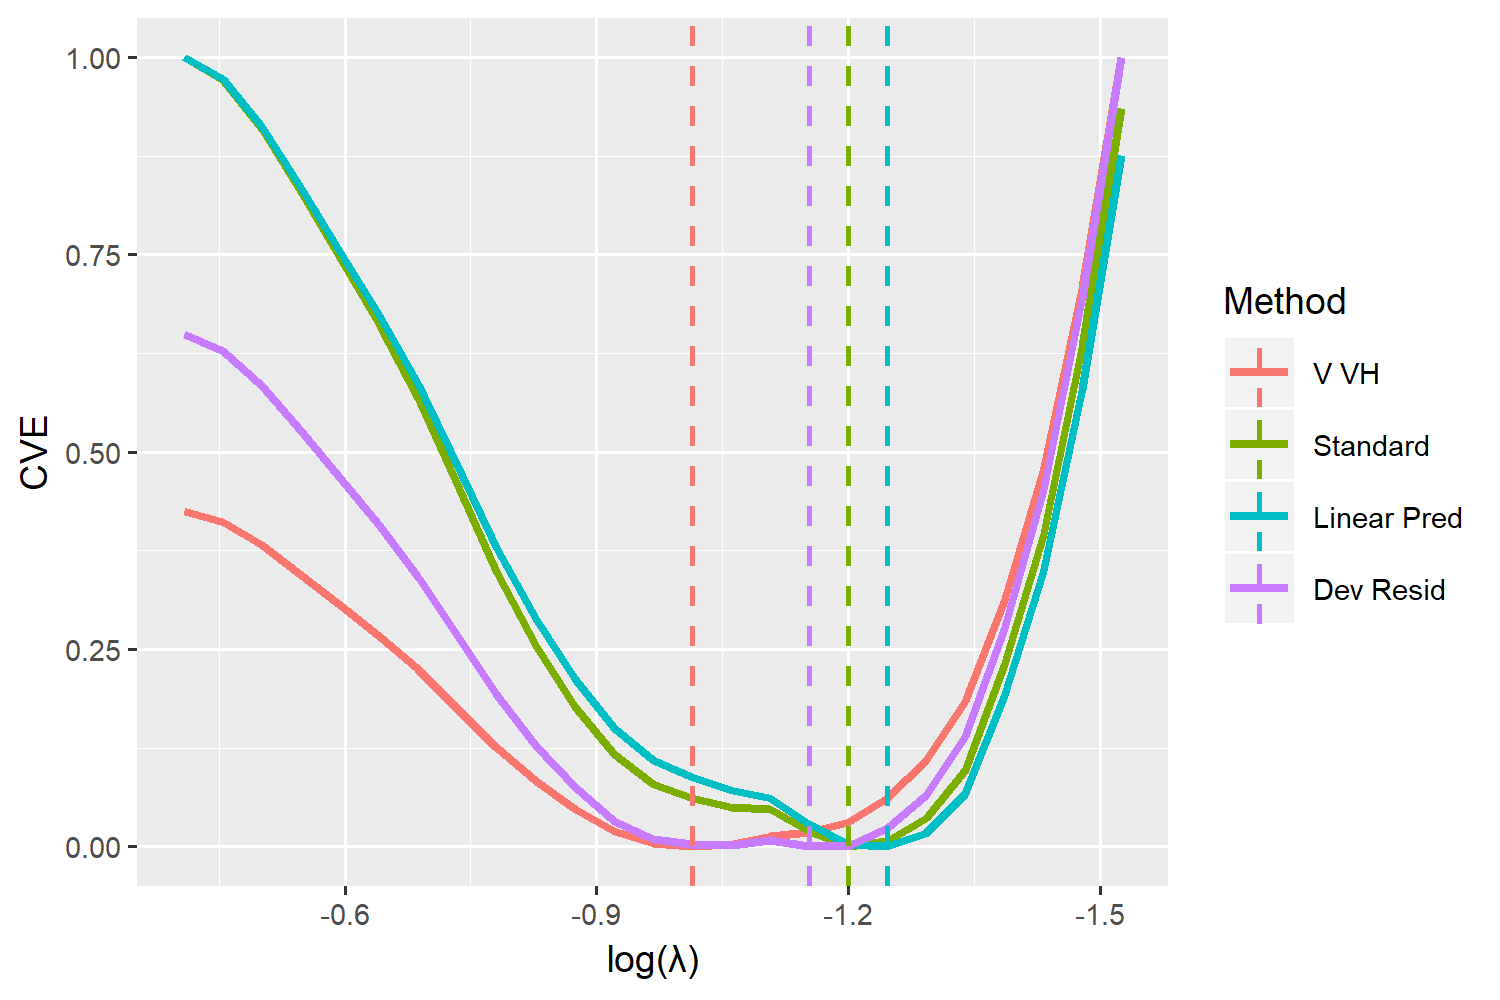 CVE
1.00
0.75
0.50
0.25
0.00
-0.6
-0.9
-1.2
-1.5
log(λ)
Method
V VH
Standard
Linear Pred
Dev Resid